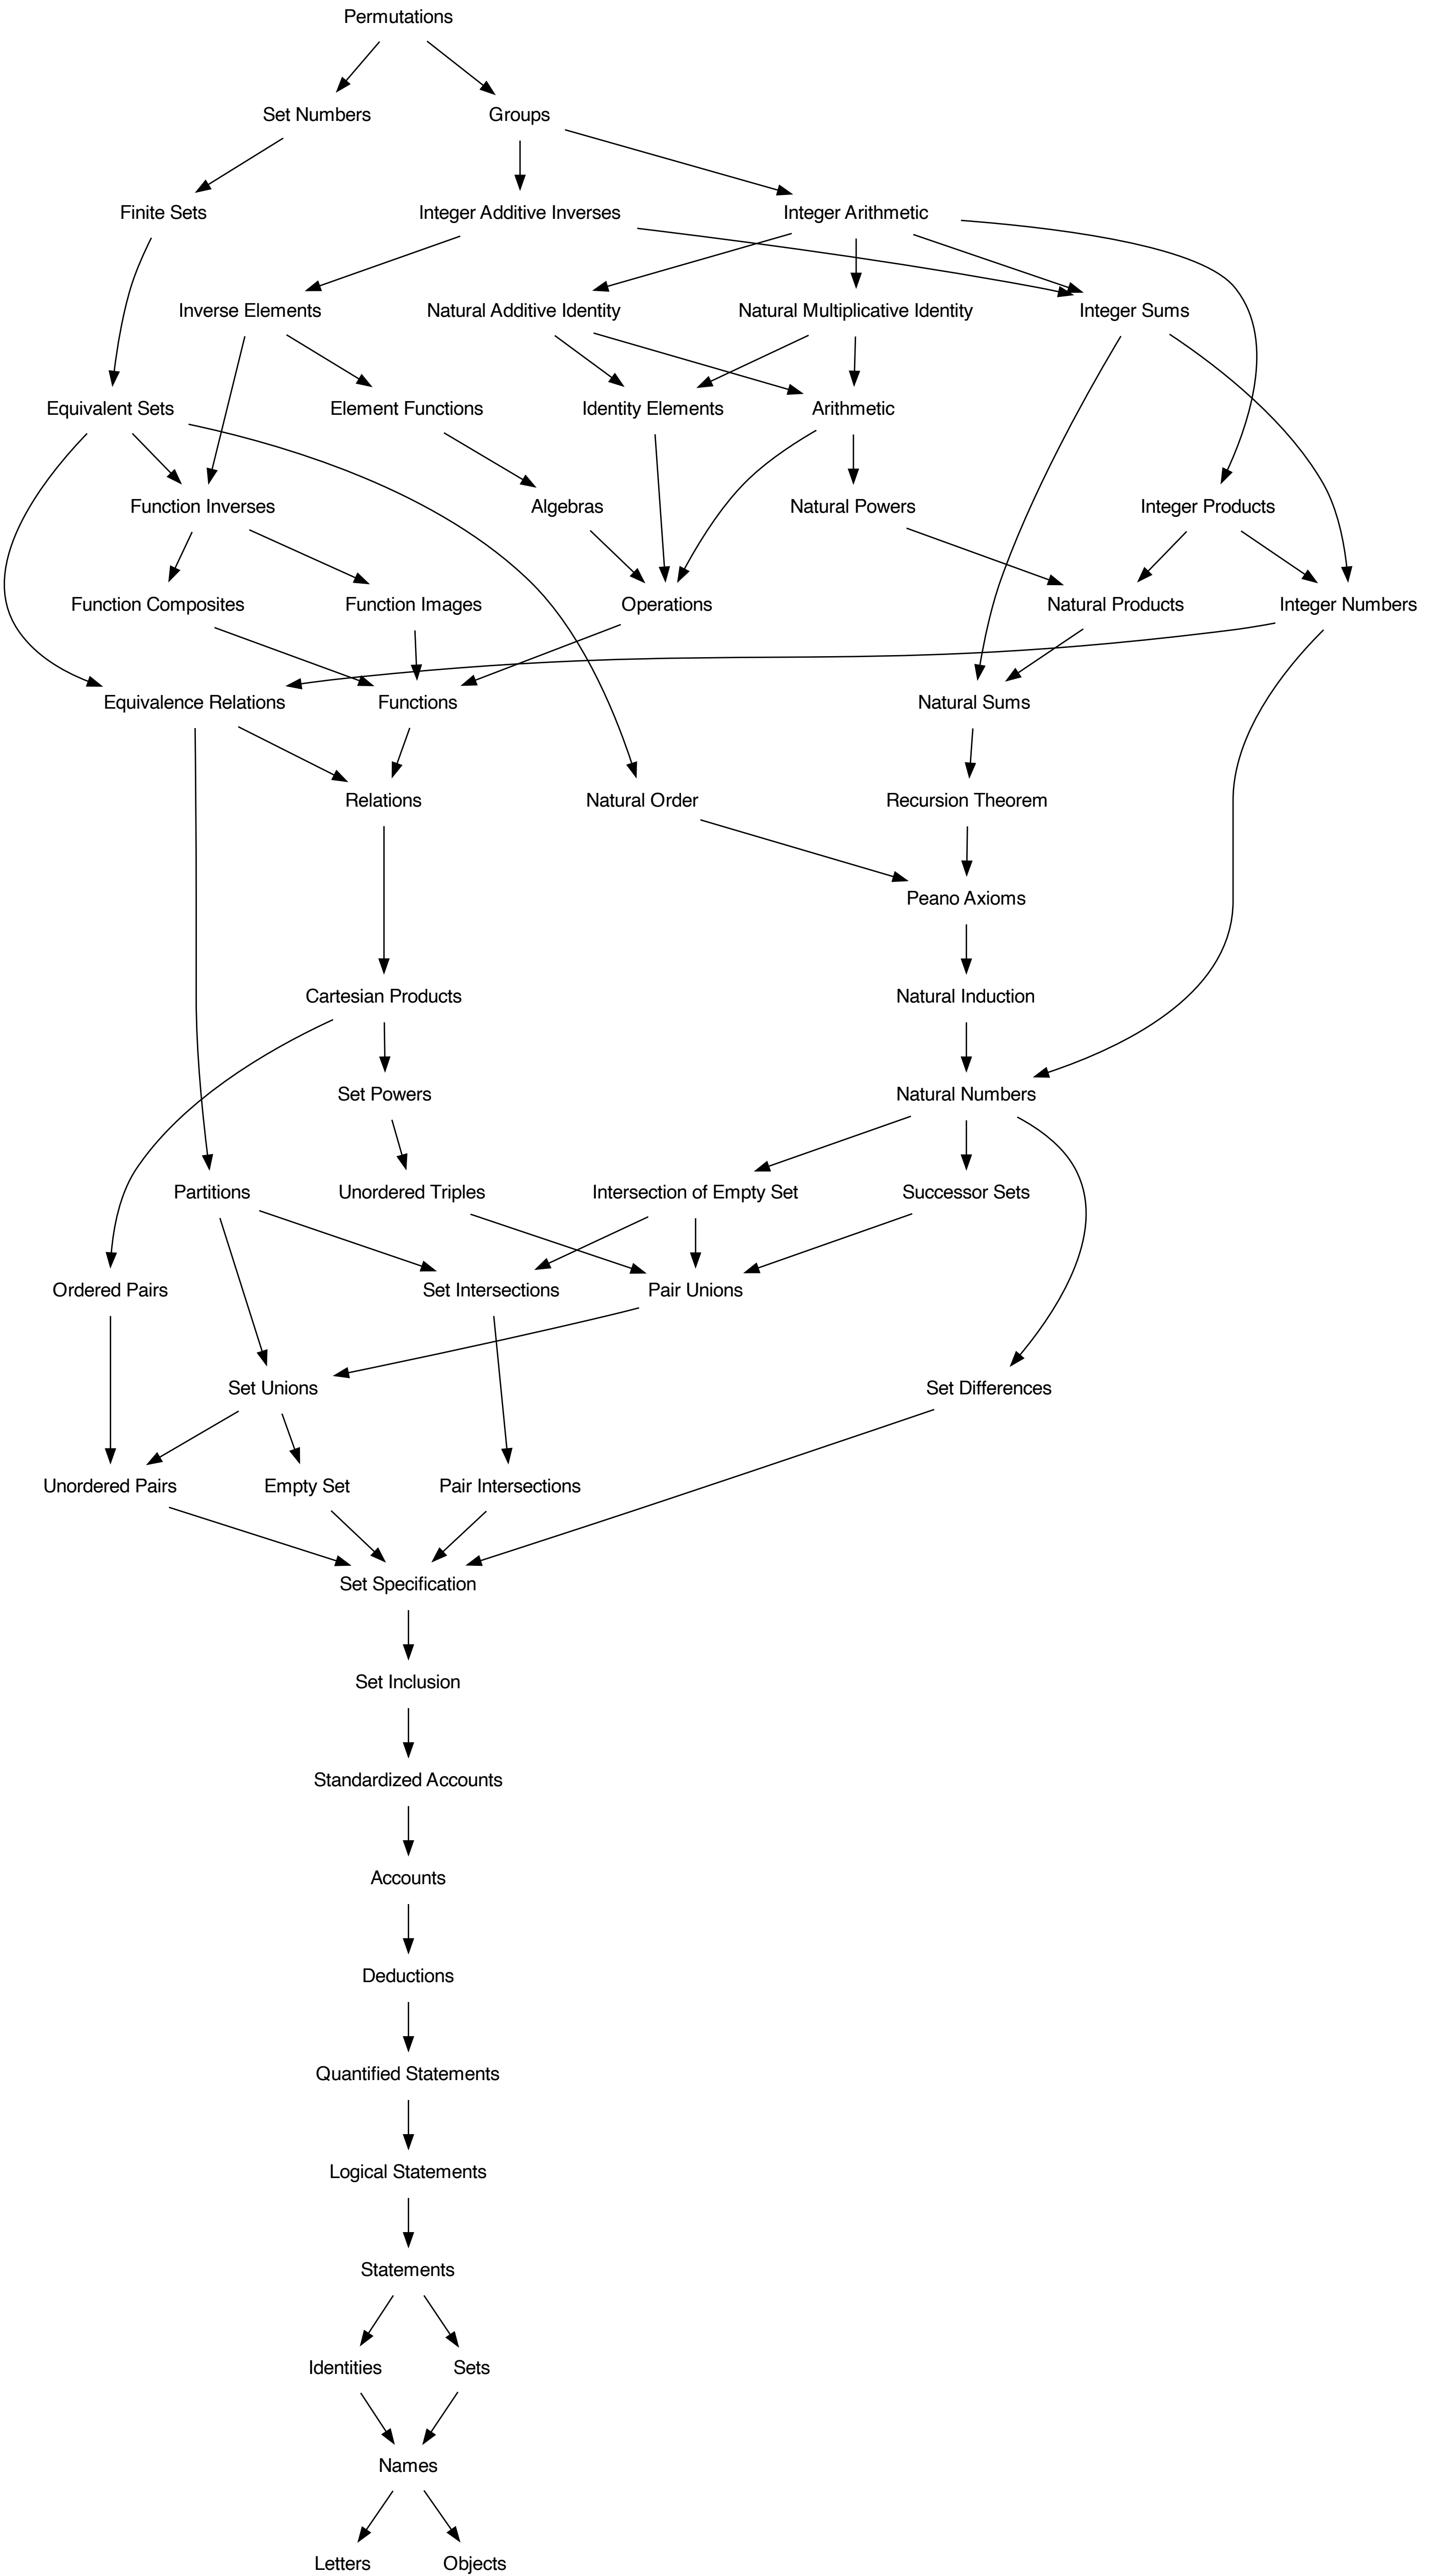 Permutations
Set Numbers
Groups
Finite Sets
Integer Additive Inverses
Integer Arithmetic
Inverse Elements
Natural Additive Identity
Natural Multiplicative Identity
Integer Sums
Equivalent Sets
Element Functions
Identity Elements
Arithmetic
Function Inverses
Algebras
Natural Powers
Integer Products
Function Composites
Function Images
Operations
Natural Products
Integer Numbers
Equivalence Relations
Functions
Natural Sums
Relations
Natural Order
Recursion Theorem
Peano Axioms
Cartesian Products
Natural Induction
Set Powers
Natural Numbers
Partitions
Unordered Triples
Intersection of Empty Set
Successor Sets
Ordered Pairs
Set Intersections
Pair Unions
Set Unions
Set Differences
Unordered Pairs
Empty Set
Pair Intersections
Set Specification
Set Inclusion
Standardized Accounts
Accounts
Deductions
Quantified Statements
Logical Statements
Statements
Identities
Sets
Names
Letters
Objects